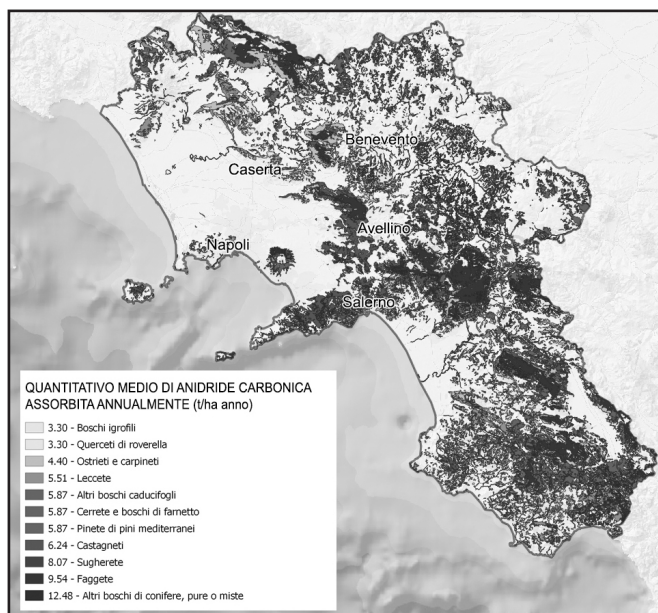 Benevento
Caserta
Avellino
Napoli
Salerno
QUANTITATIVO MEDIO DI ANIDRIDE CARBONICA
ASSORBITA ANNUALMENTE (t/ha anno)
3.30 - Boschi igrofili
3.30 - Querceti di roverella
4.40 - Ostrieti e carpineti
5.51 - Leccete
5.87 - Altri boschi caducifogli
5.87 - Cerrete e boschi di farnetto
5.87 - Pinete di pini mediterranei
6.24 - Castagneti
8.07 - Sugherete
9.54 - Faggete
12.48 - Altri boschi di conifere, pure o miste